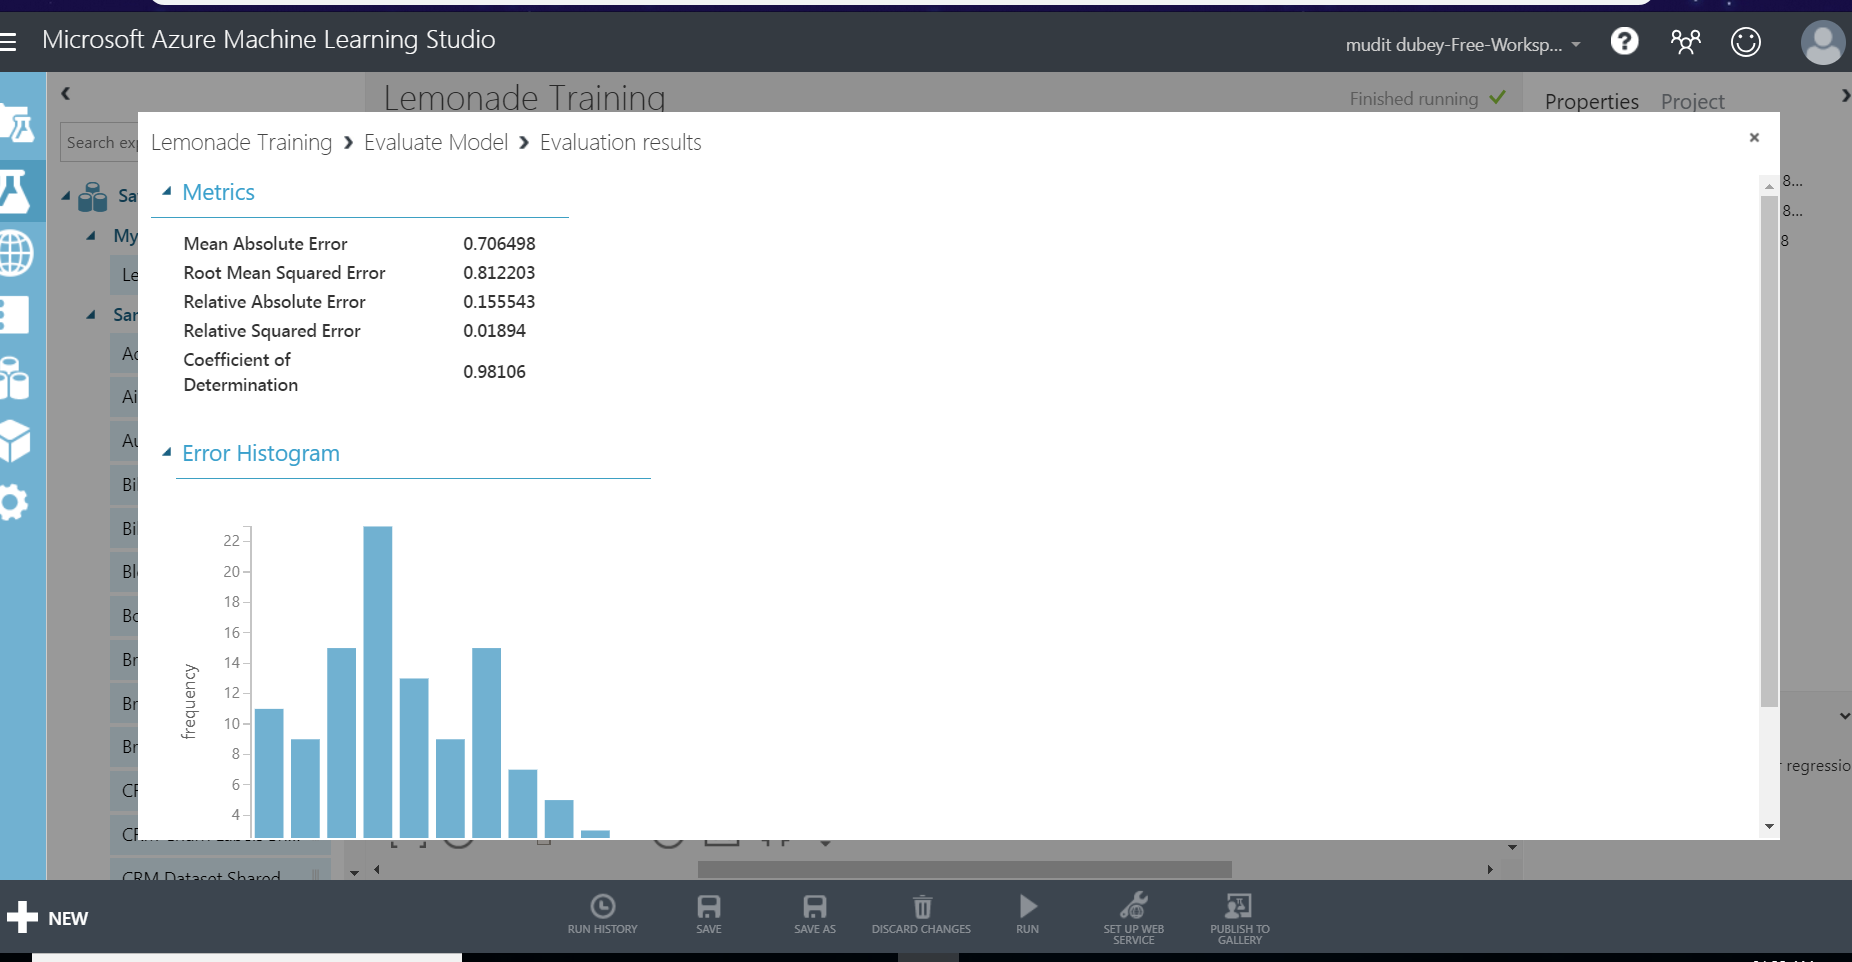 Microsoft Azure Machine Learning Studio
mudit dubey-Free-Worksp...
Lemonade Training
Finished running
Properties
Project
Search exp
Lemonade Training
Evaluate Model
Evaluation results
Metrics
Mean Absolute Error 0.706498
Root Mean Squared Error 0.812203
Relative Absolute Error 0.155543
Relative Squared Error 0.01894
Coefficient of
Determination 0.98106
Error Histogram
22
20
18
16
14
12
10
8
6
4
frequency
Sa
My
Le
Sar
Ai
Bi
Bi
Bl
Br
Br
Br
8...
8...
8
regressio
CRM Dataset Shared
NEW
RUN HISTORY
SAVE
SAVE AS
DISCARD CHANGES
RUN
SET UP WEB
SERVICE
PUBLISH TO
GALLERY